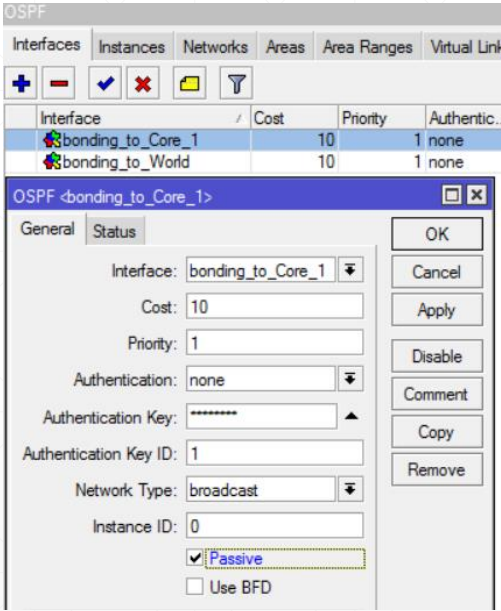 OSPF
Interfaces Instances Networks Areas Area Ranges Virtual Link
Interface / Cost Priority Authentic...
bonding_to_Core_1 10 1 none
bonding_to_World 10 1 none
OSPF <bonding_to_Core_1>
General Status
OK
Interface: bonding_to_Core_1
Cancel
Cost: 10
Apply
Priority: 1
Disable
Authentication: none
Comment
Authentication Key: ********
Copy
Authentication Key ID: 1
Remove
Network Type: broadcast
Instance ID: 0
Passive
Use BFD